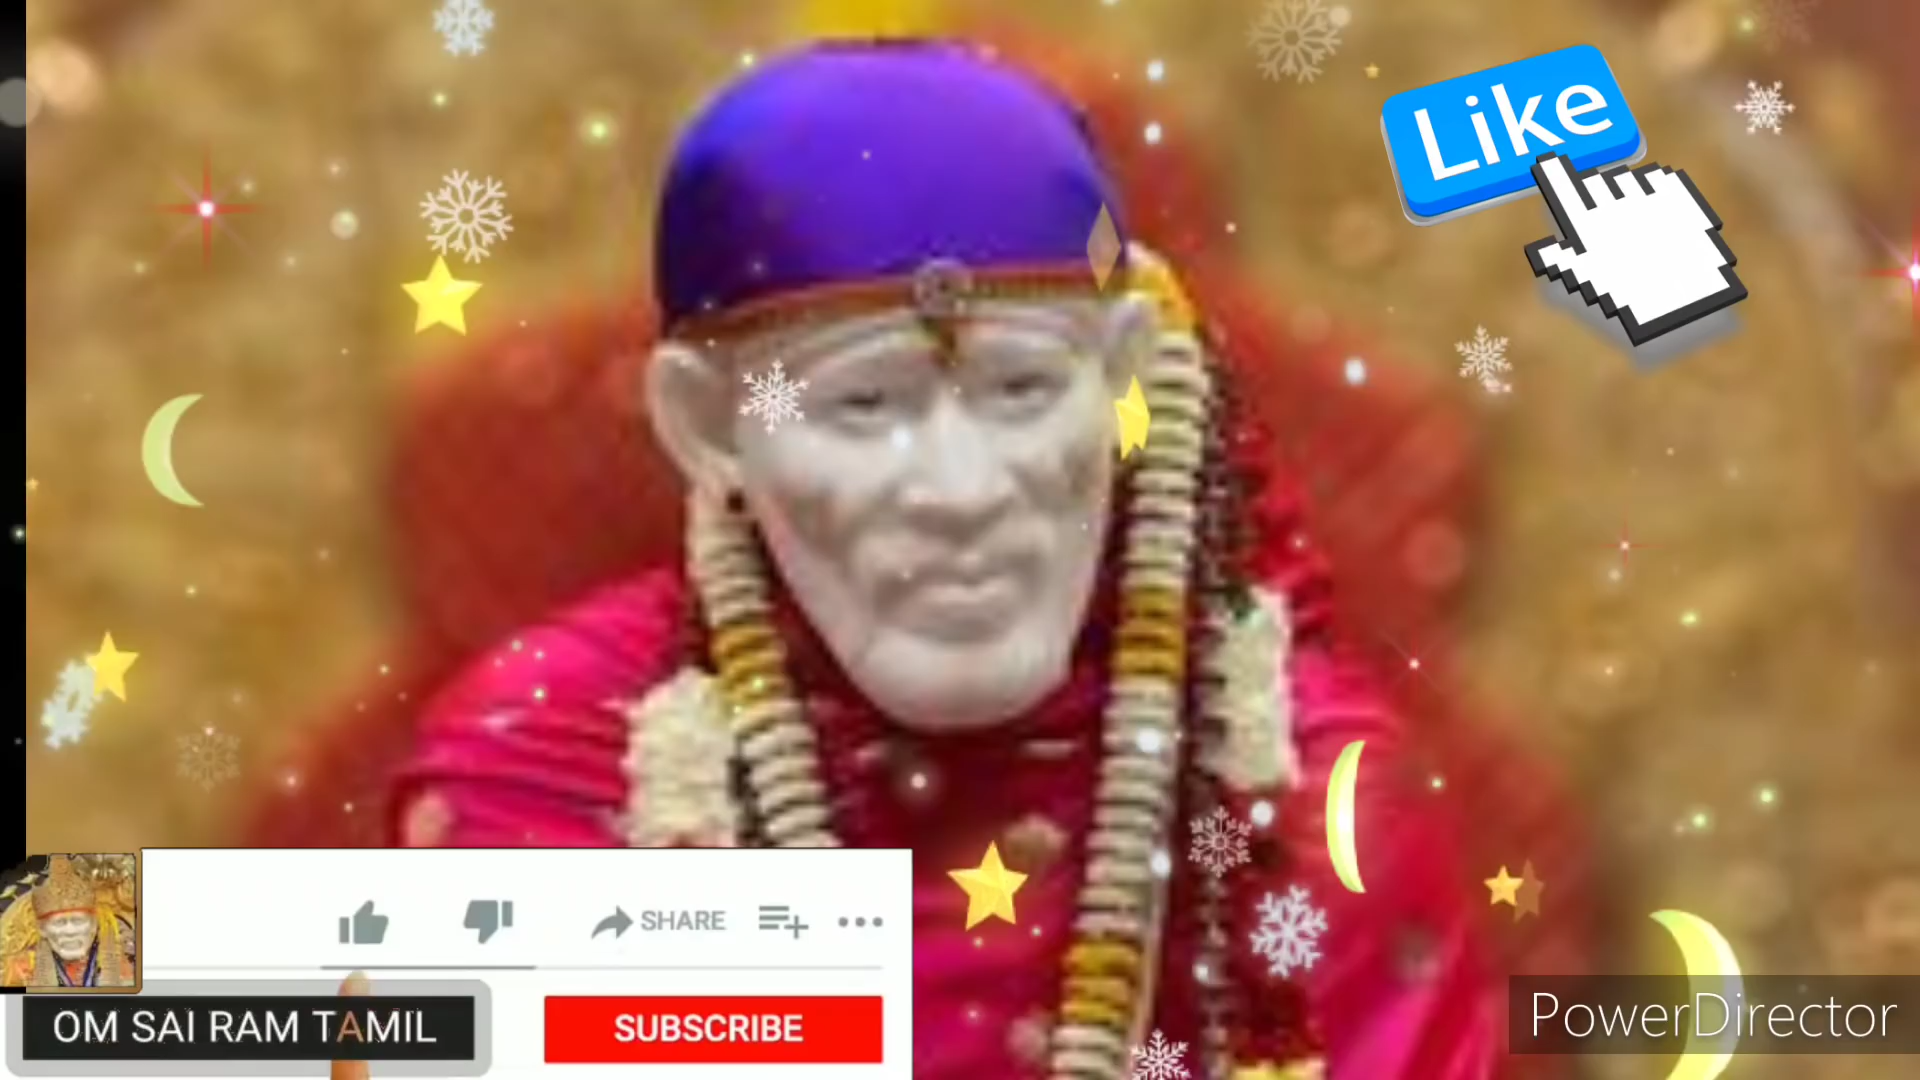 Like
SHARE
OM SAI RAM TAMIL
SUBSCRIBE
PowerDirector